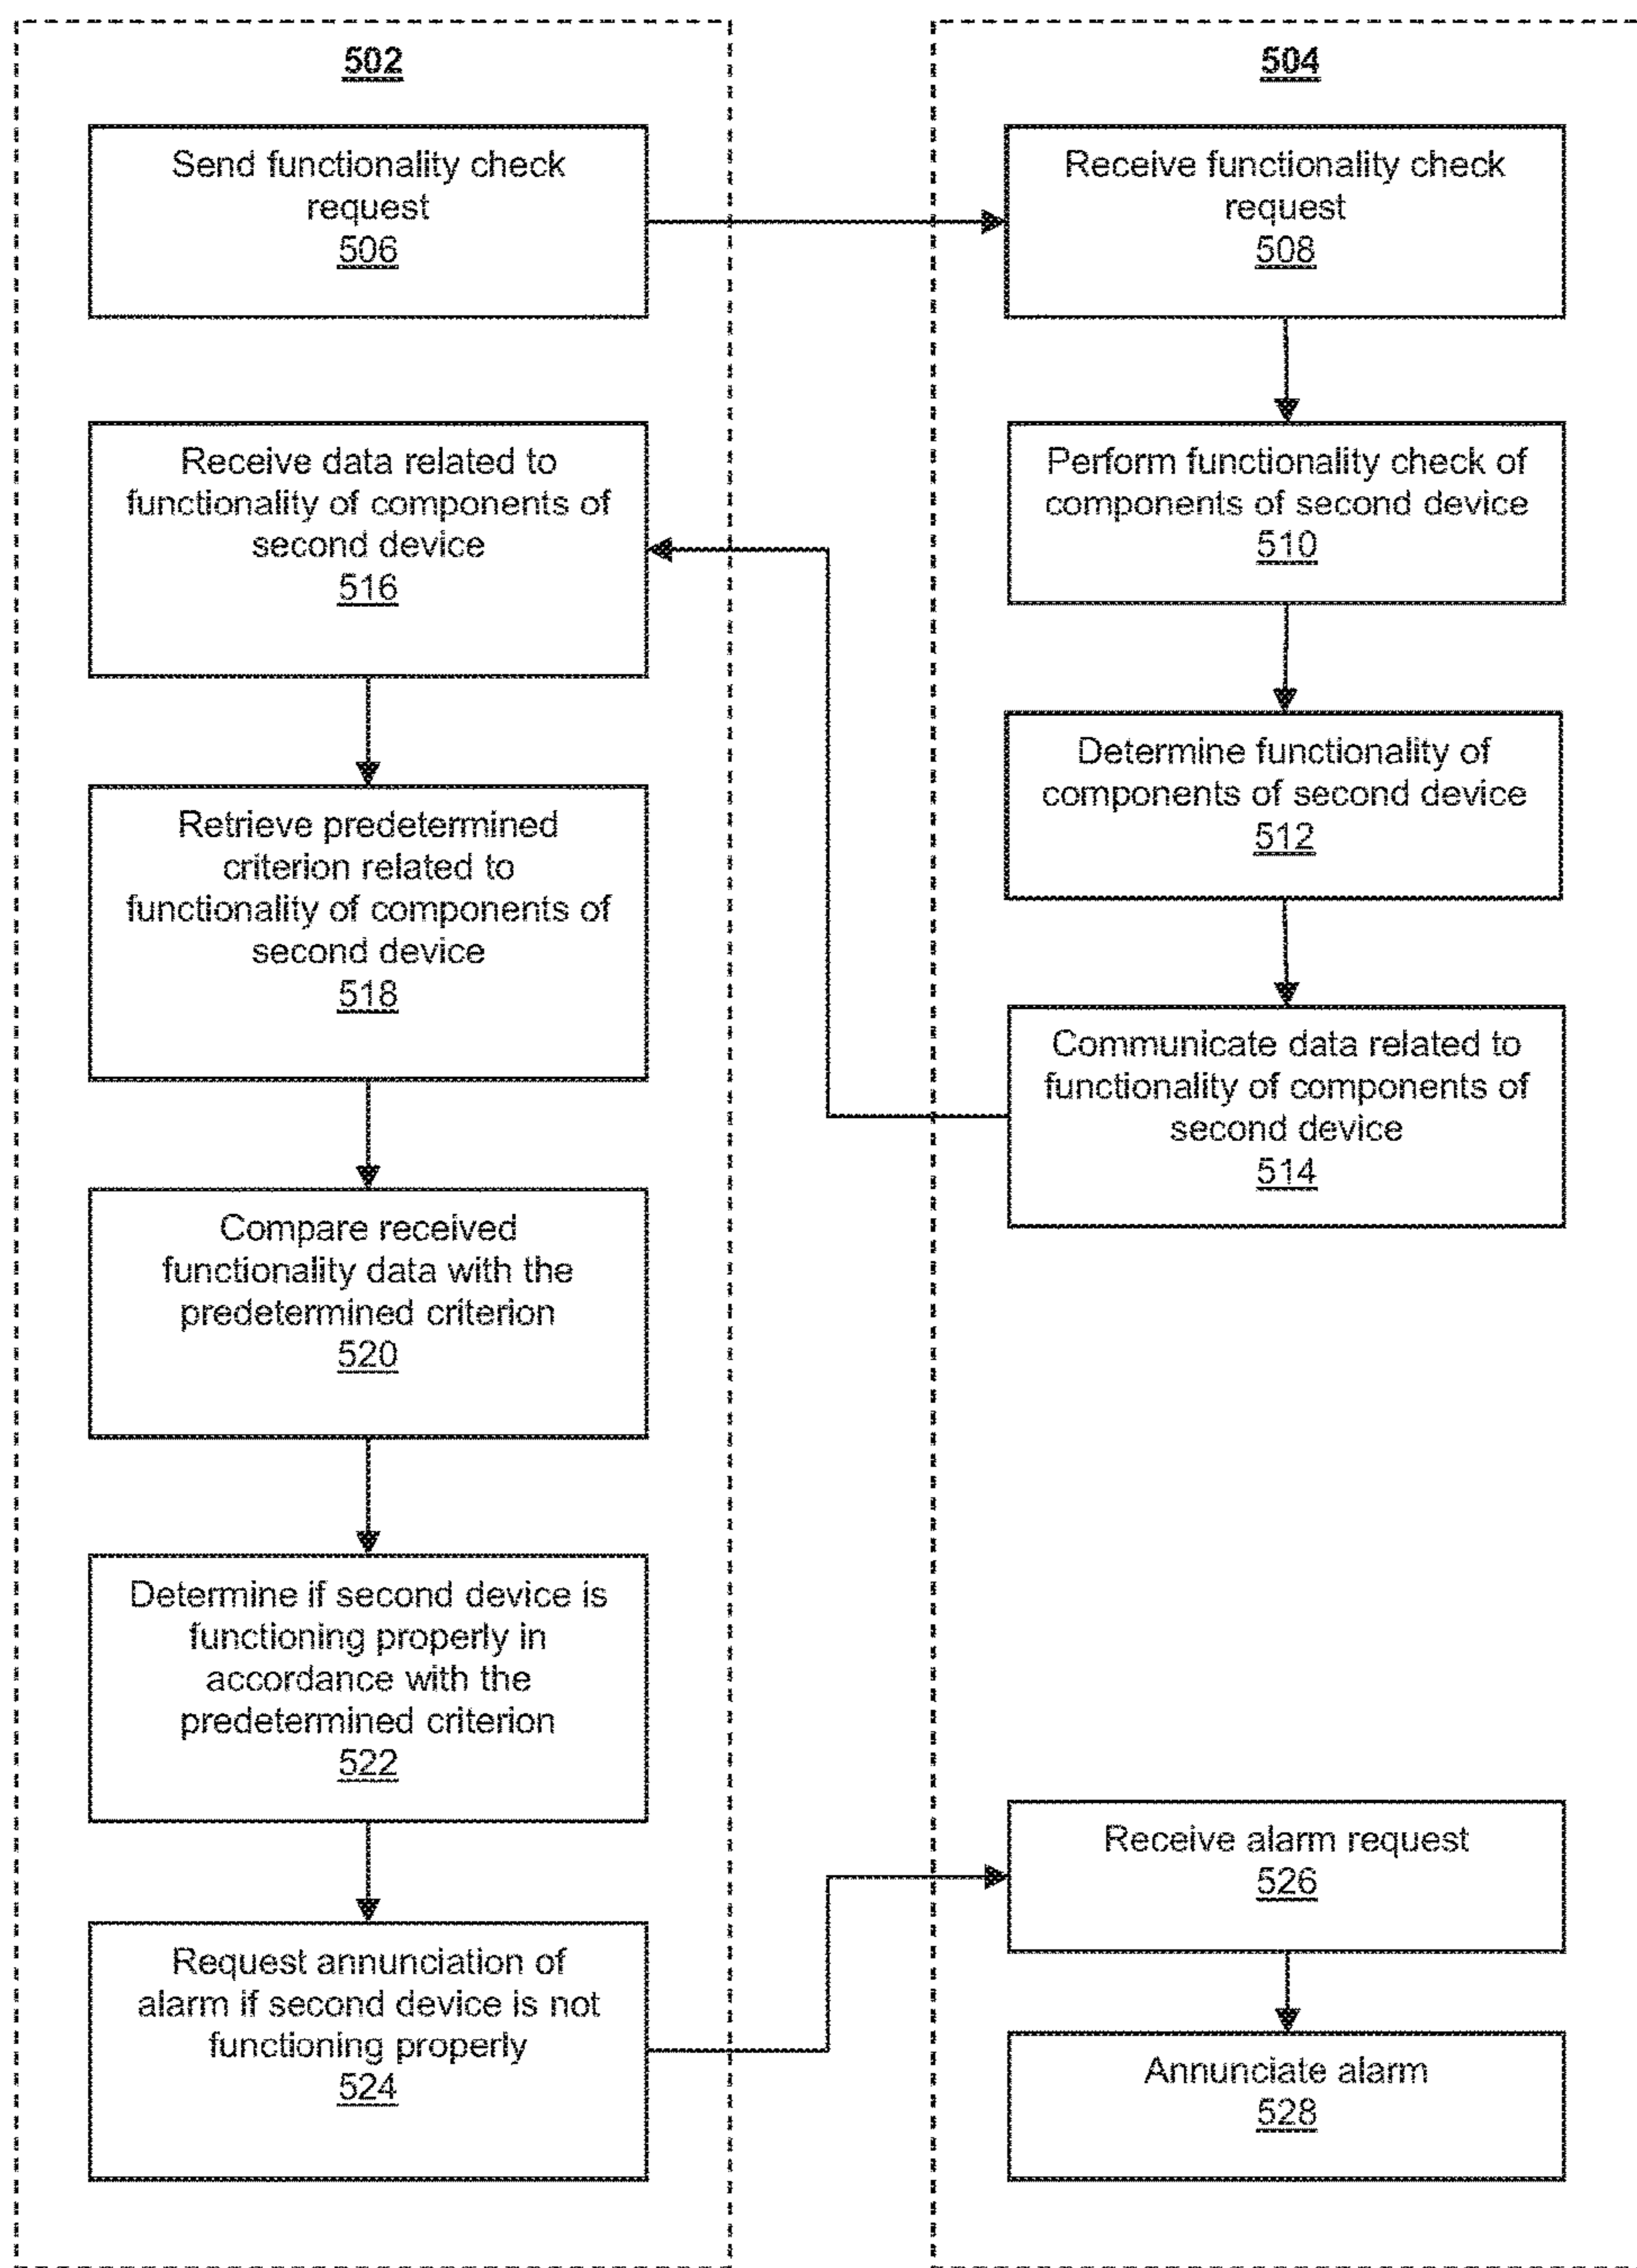 502
Send functionality check
request
506
Receive data related to
functionality of components of
second device
516
Retrieve predetermined
criterion related to
functionality of components of
second device
518
Compare received
functionality data with the
predetermined criterion
520
Determine if second device is
functioning properly in
accordance with the
predetermined criterion
522
Request annunciation of
alarm if second device is not
functioning properly
524
504
Receive functionality check
request
508
Perform functionality check of
components of second device
510
Determine functionality of
components of second device
512
Communicate data related to
functionality of components of
second device
514
Receive alarm request
526
Annunciate alarm
528